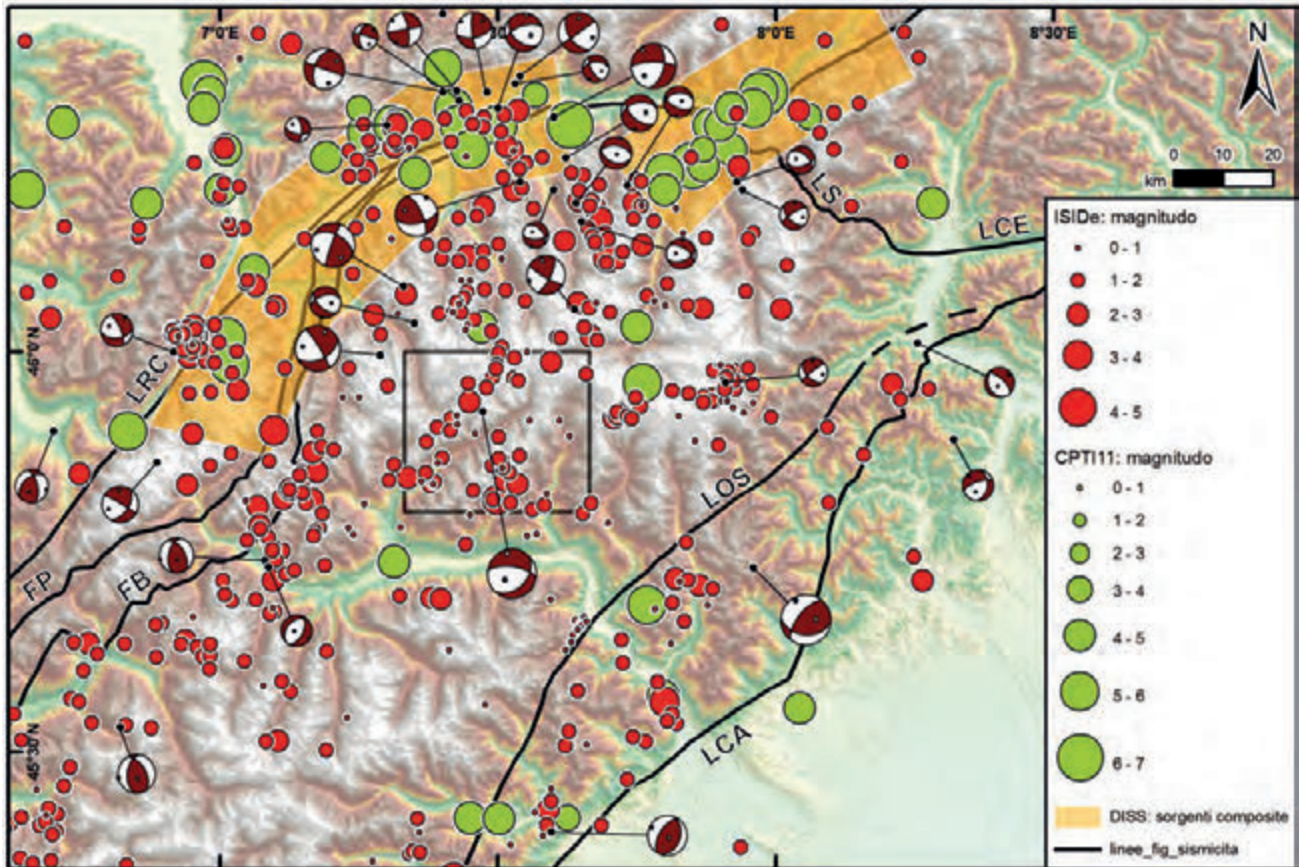 7°0'E
8°0'E
8°30'E
N
0 10 20
km
LS
LCE
46°0'N
LRC
LOS
FP
FB
LCA
45°30'N
ISIDe: magnitudo
0 - 1
1 - 2
2 - 3
3 - 4
4 - 5
CPTI11: magnitudo
0 - 1
1 - 2
2 - 3
3 - 4
4 - 5
5 - 6
6 - 7
DISS: sorgenti composite
linee_fig_sismicita